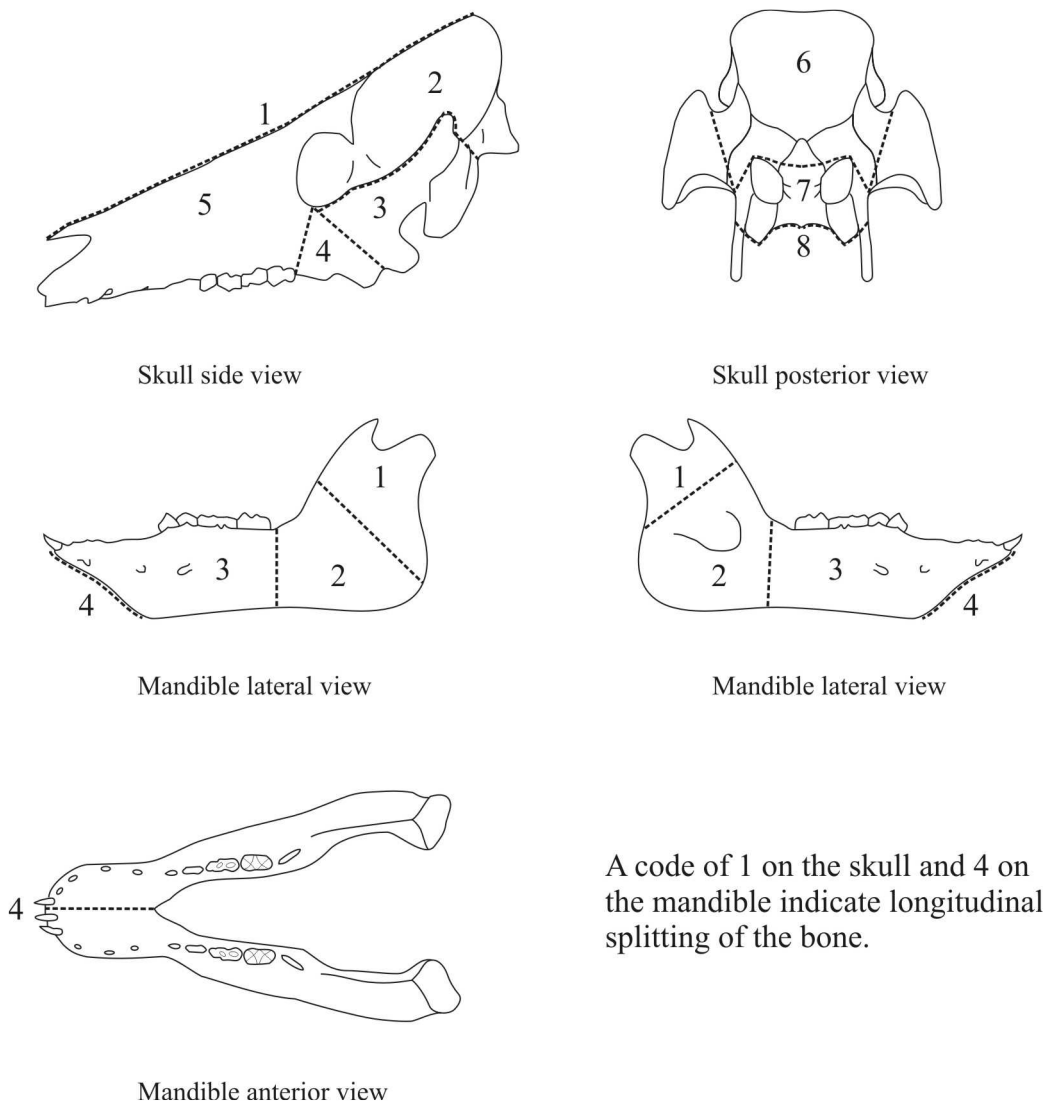 1
2
3
4
5
6
7
8
Skull side view
Skull posterior view
1
2
3
4
1
2
3
4
Mandible lateral view
Mandible lateral view
4
A code of 1 on the skull and 4 on
the mandible indicate longitudinal
splitting of the bone.
Mandible anterior view